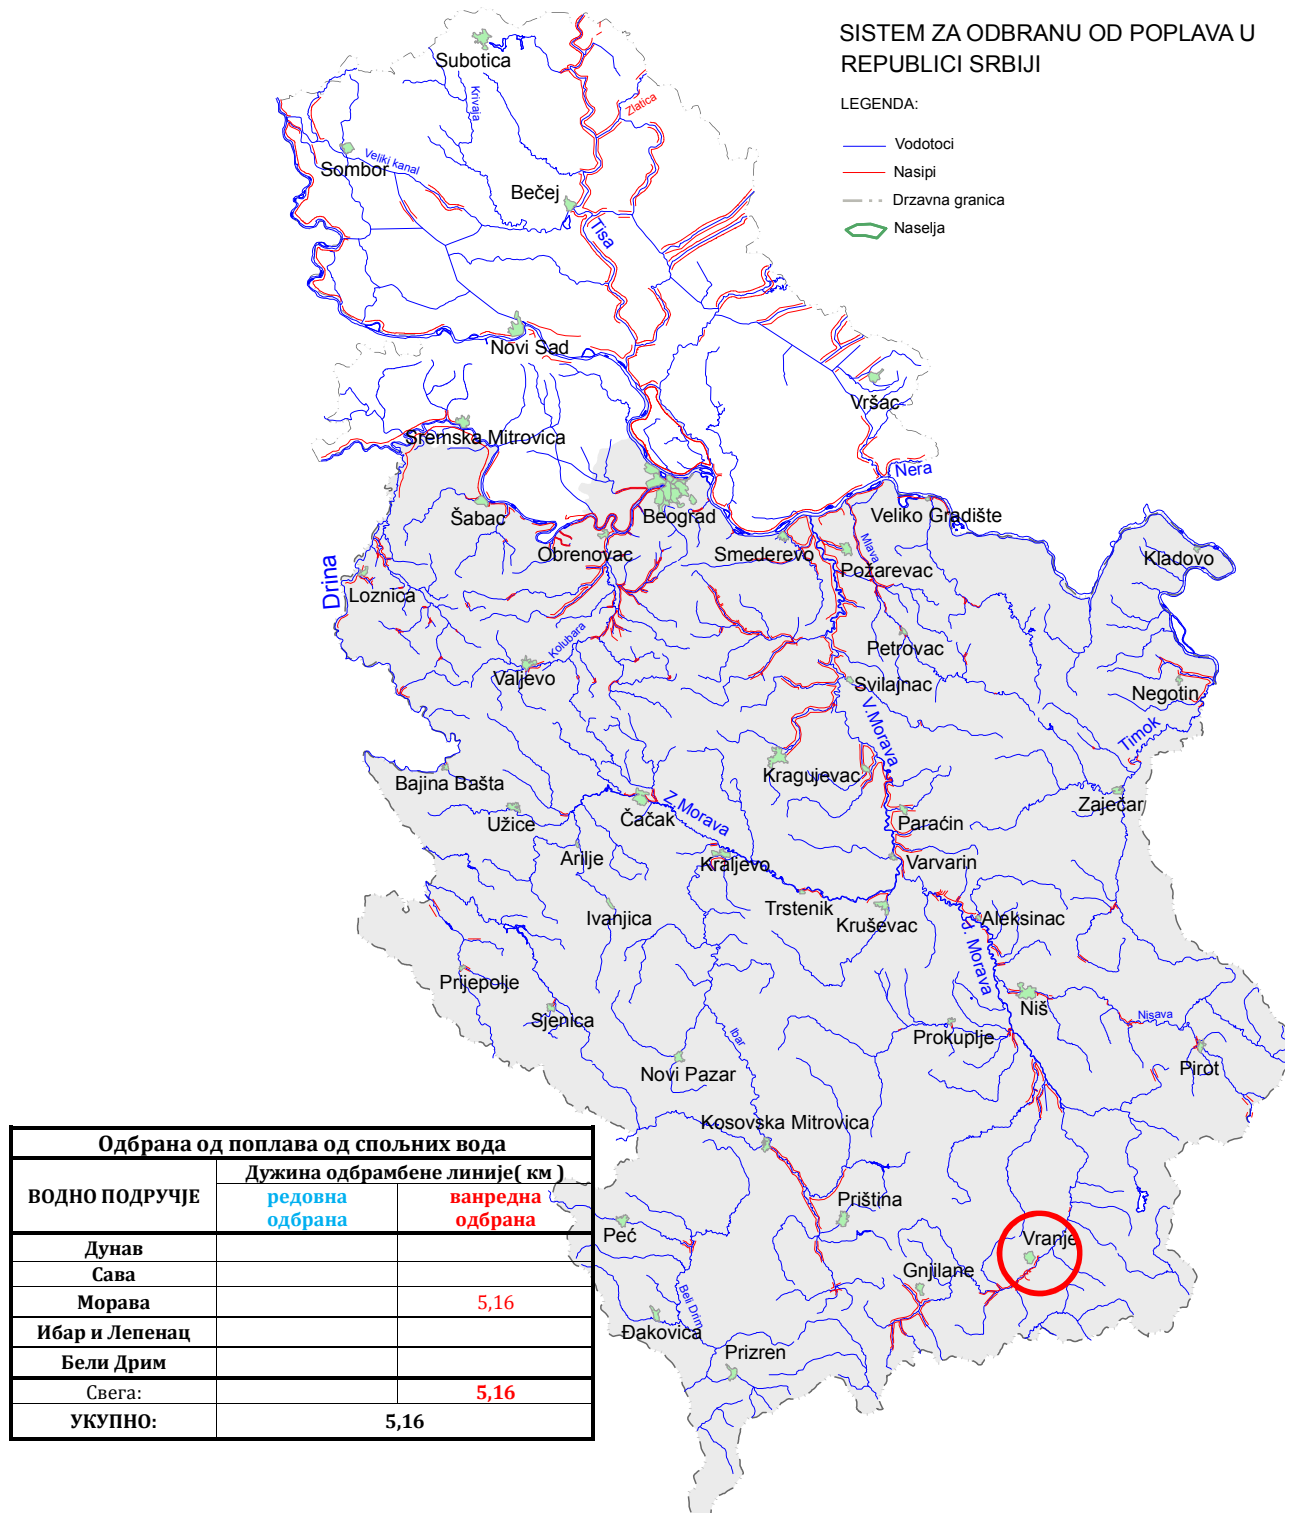 SISTEM ZA ODBRANU OD POPLAVA U
REPUBLICI SRBIJI
LEGENDA:
Vodotoci
Nasipi
Drzavna granica
Naselja
Subotica
Krivaja
Zlatica
Sombor
Veliki kanal
Bečej
Tisa
Novi Sad
Vršac
Sremska Mitrovica
Nera
Šabac
Beograd
Veliko Gradište
Obrenovac
Smederevo
Mlava
Požarevac
Kladovo
Drina
Loznica
Kolubara
Petrovac
Valjevo
Svilajnac
Negotin
V.Morava
Timok
Kragujevac
Bajina Bašta
Zaječar
Užice
Čačak
Z.Morava
Paraćin
Arilje
Kraljevo
Varvarin
Ivanjica
Trstenik
Kruševac
Aleksinac
J. Morava
Prijepolje
Sjenica
Niš
Nisava
Ibar
Prokuplje
Pirot
Novi Pazar
Kosovska Mitrovica
Priština
Peć
Vranje
Gnjilane
Beli Drim
Đakovica
Prizren
Одбрана од поплава од спољних вода
ВОДНО ПОДРУЧЈЕ
Дужина одбрамбене линије( км )
редовна
одбрана
ванредна
одбрана
Дунав
Сава
Морава 5,16
Ибар и Лепенац
Бели Дрим
Свега: 5,16
УКУПНО: 5,16